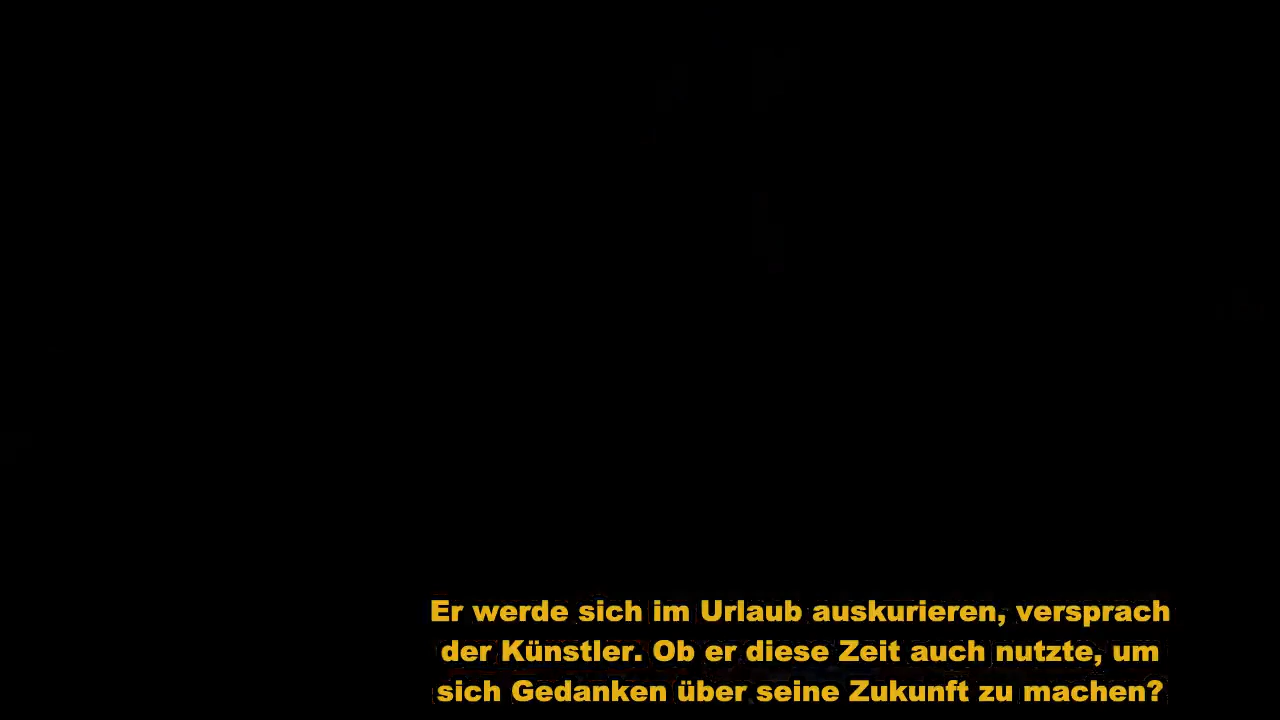 Er werde sich im Urlaub auskurieren, versprach
der Künstler. Ob er diese Zeit auch nutzte, um
sich Gedanken über seine Zukunft zu machen?